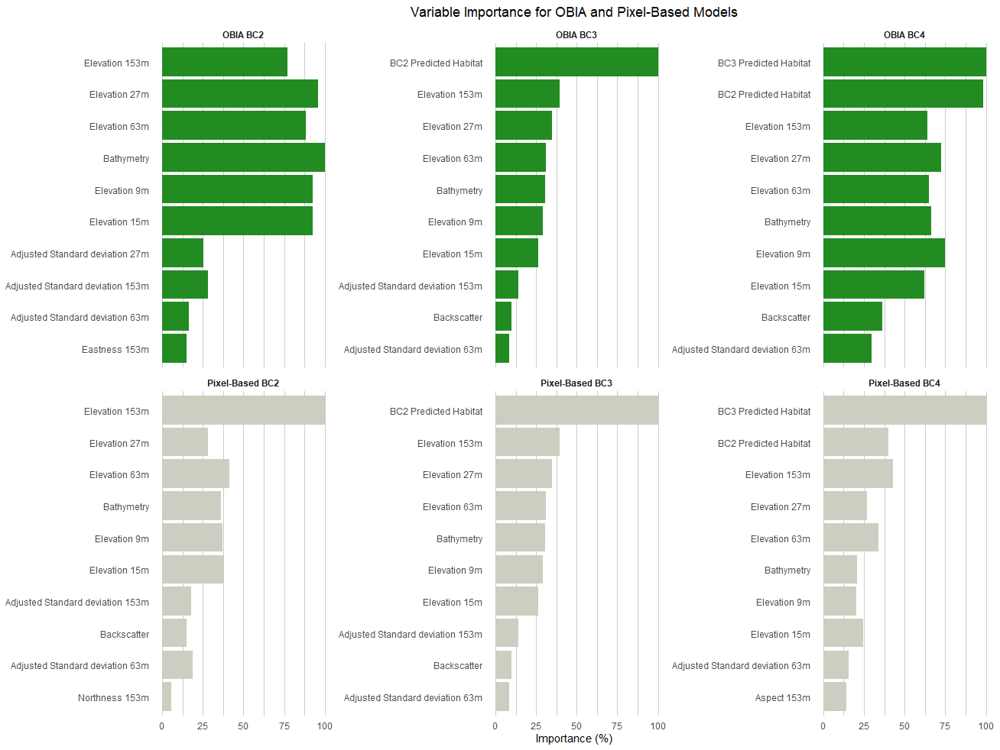 Variable Importance for OBIA and Pixel-Based Models
OBIA BC2
Elevation 153m
Elevation 27m
Elevation 63m
Bathymetry
Elevation 9m
Elevation 15m
Adjusted Standard deviation 27m
Adjusted Standard deviation 153m
Adjusted Standard deviation 63m
Eastness 153m
OBIA BC3
BC2 Predicted Habitat
Elevation 153m
Elevation 27m
Elevation 63m
Bathymetry
Elevation 9m
Elevation 15m
Adjusted Standard deviation 153m
Backscatter
Adjusted Standard deviation 63m
OBIA BC4
BC3 Predicted Habitat
BC2 Predicted Habitat
Elevation 153m
Elevation 27m
Elevation 63m
Bathymetry
Elevation 9m
Elevation 15m
Backscatter
Adjusted Standard deviation 63m
Pixel-Based BC2
Elevation 153m
Elevation 27m
Elevation 63m
Bathymetry
Elevation 9m
Elevation 15m
Adjusted Standard deviation 153m
Backscatter
Adjusted Standard deviation 63m
Northness 153m
0 25 50 75 100
Pixel-Based BC3
BC2 Predicted Habitat
Elevation 153m
Elevation 27m
Elevation 63m
Bathymetry
Elevation 9m
Elevation 15m
Adjusted Standard deviation 153m
Backscatter
Adjusted Standard deviation 63m
0 25 50 75 100
Pixel-Based BC4
BC3 Predicted Habitat
BC2 Predicted Habitat
Elevation 153m
Elevation 27m
Elevation 63m
Bathymetry
Elevation 9m
Elevation 15m
Adjusted Standard deviation 63m
Aspect 153m
0 25 50 75 100
Importance (%)